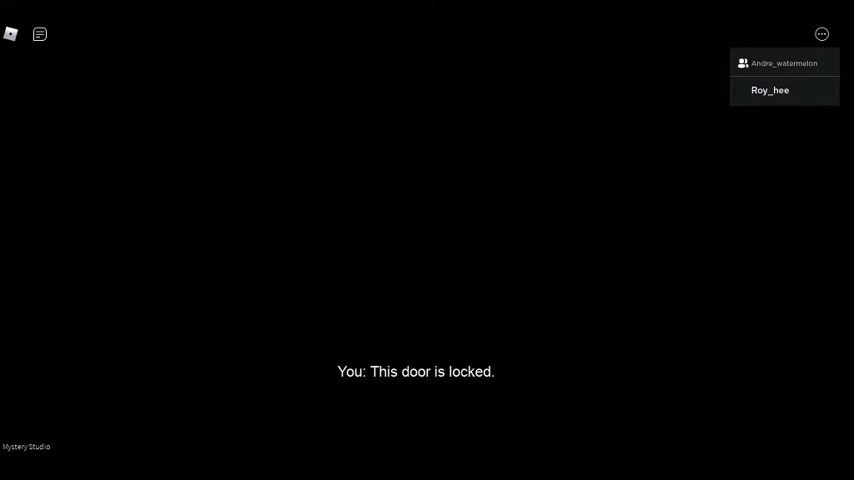 Andre_watermelon
Roy_hee
You: This door is locked.
Mystery Studio